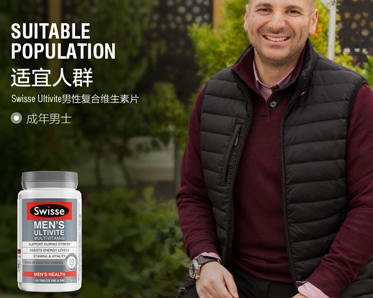 SUITABLE
POPULATION
适宜人群
Swisse Ultivite男性复合维生素片
成年男士
Swisse
MEN'S
ULTIVITE
MULTIVITAMIN
SUPPORT DURING STRESS
ASSISTS ENERGY LEVELS
STAMINA & VITALITY
MEN'S HEALTH